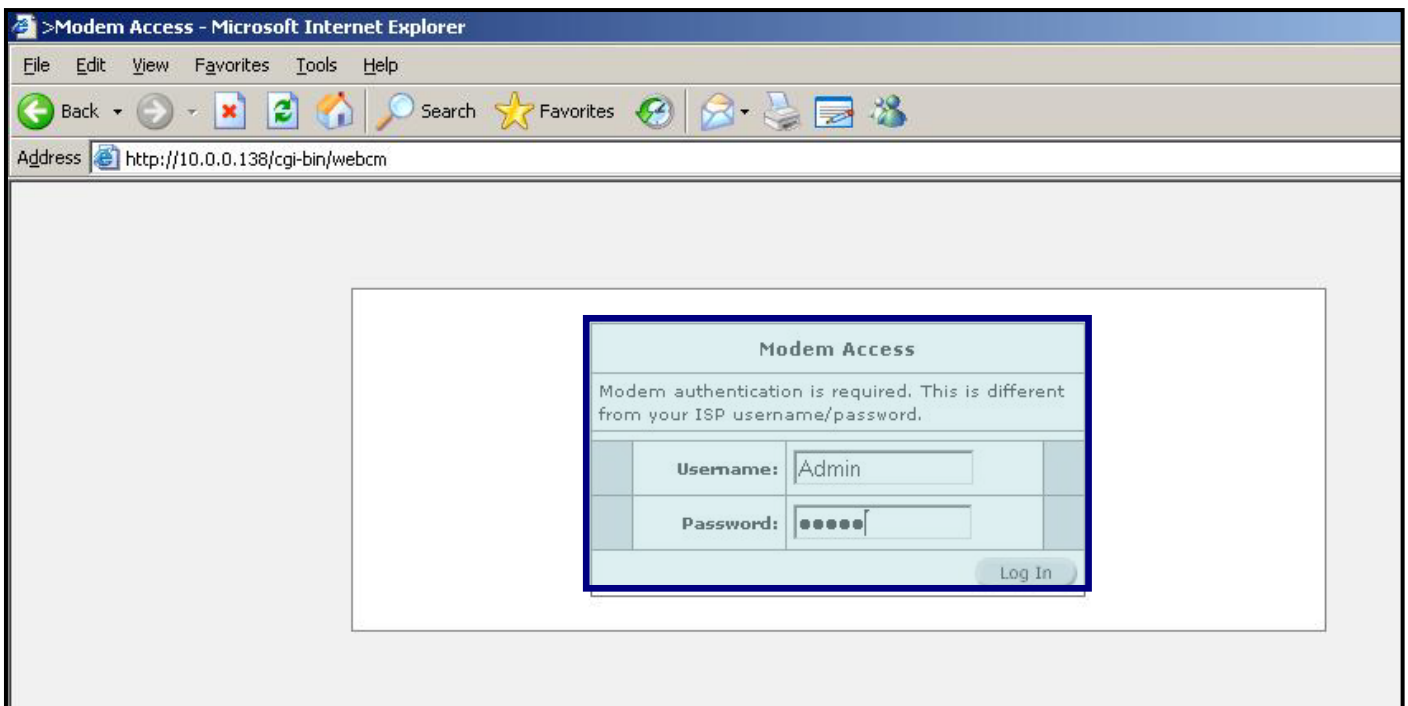 >Modem Access - Microsoft Internet Explorer
File Edit View Favorites Tools Help
Back Search Favorites
Address http://10.0.0.138/cgi-bin/webcm
Modem Access
Modem authentication is required. This is different
from your ISP username/password.
Username: Admin
Password: •••••
Log In